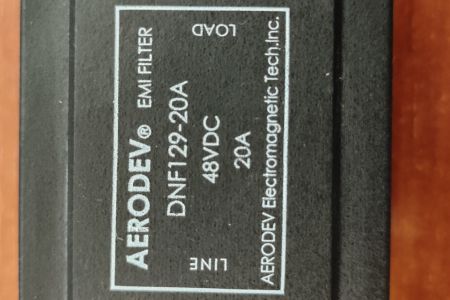 AERODEV® EMI FILTER
DNF129-20A
48VDC
LINE
LOAD
20A
AERODEV Electromagnetic Tech.Inc.